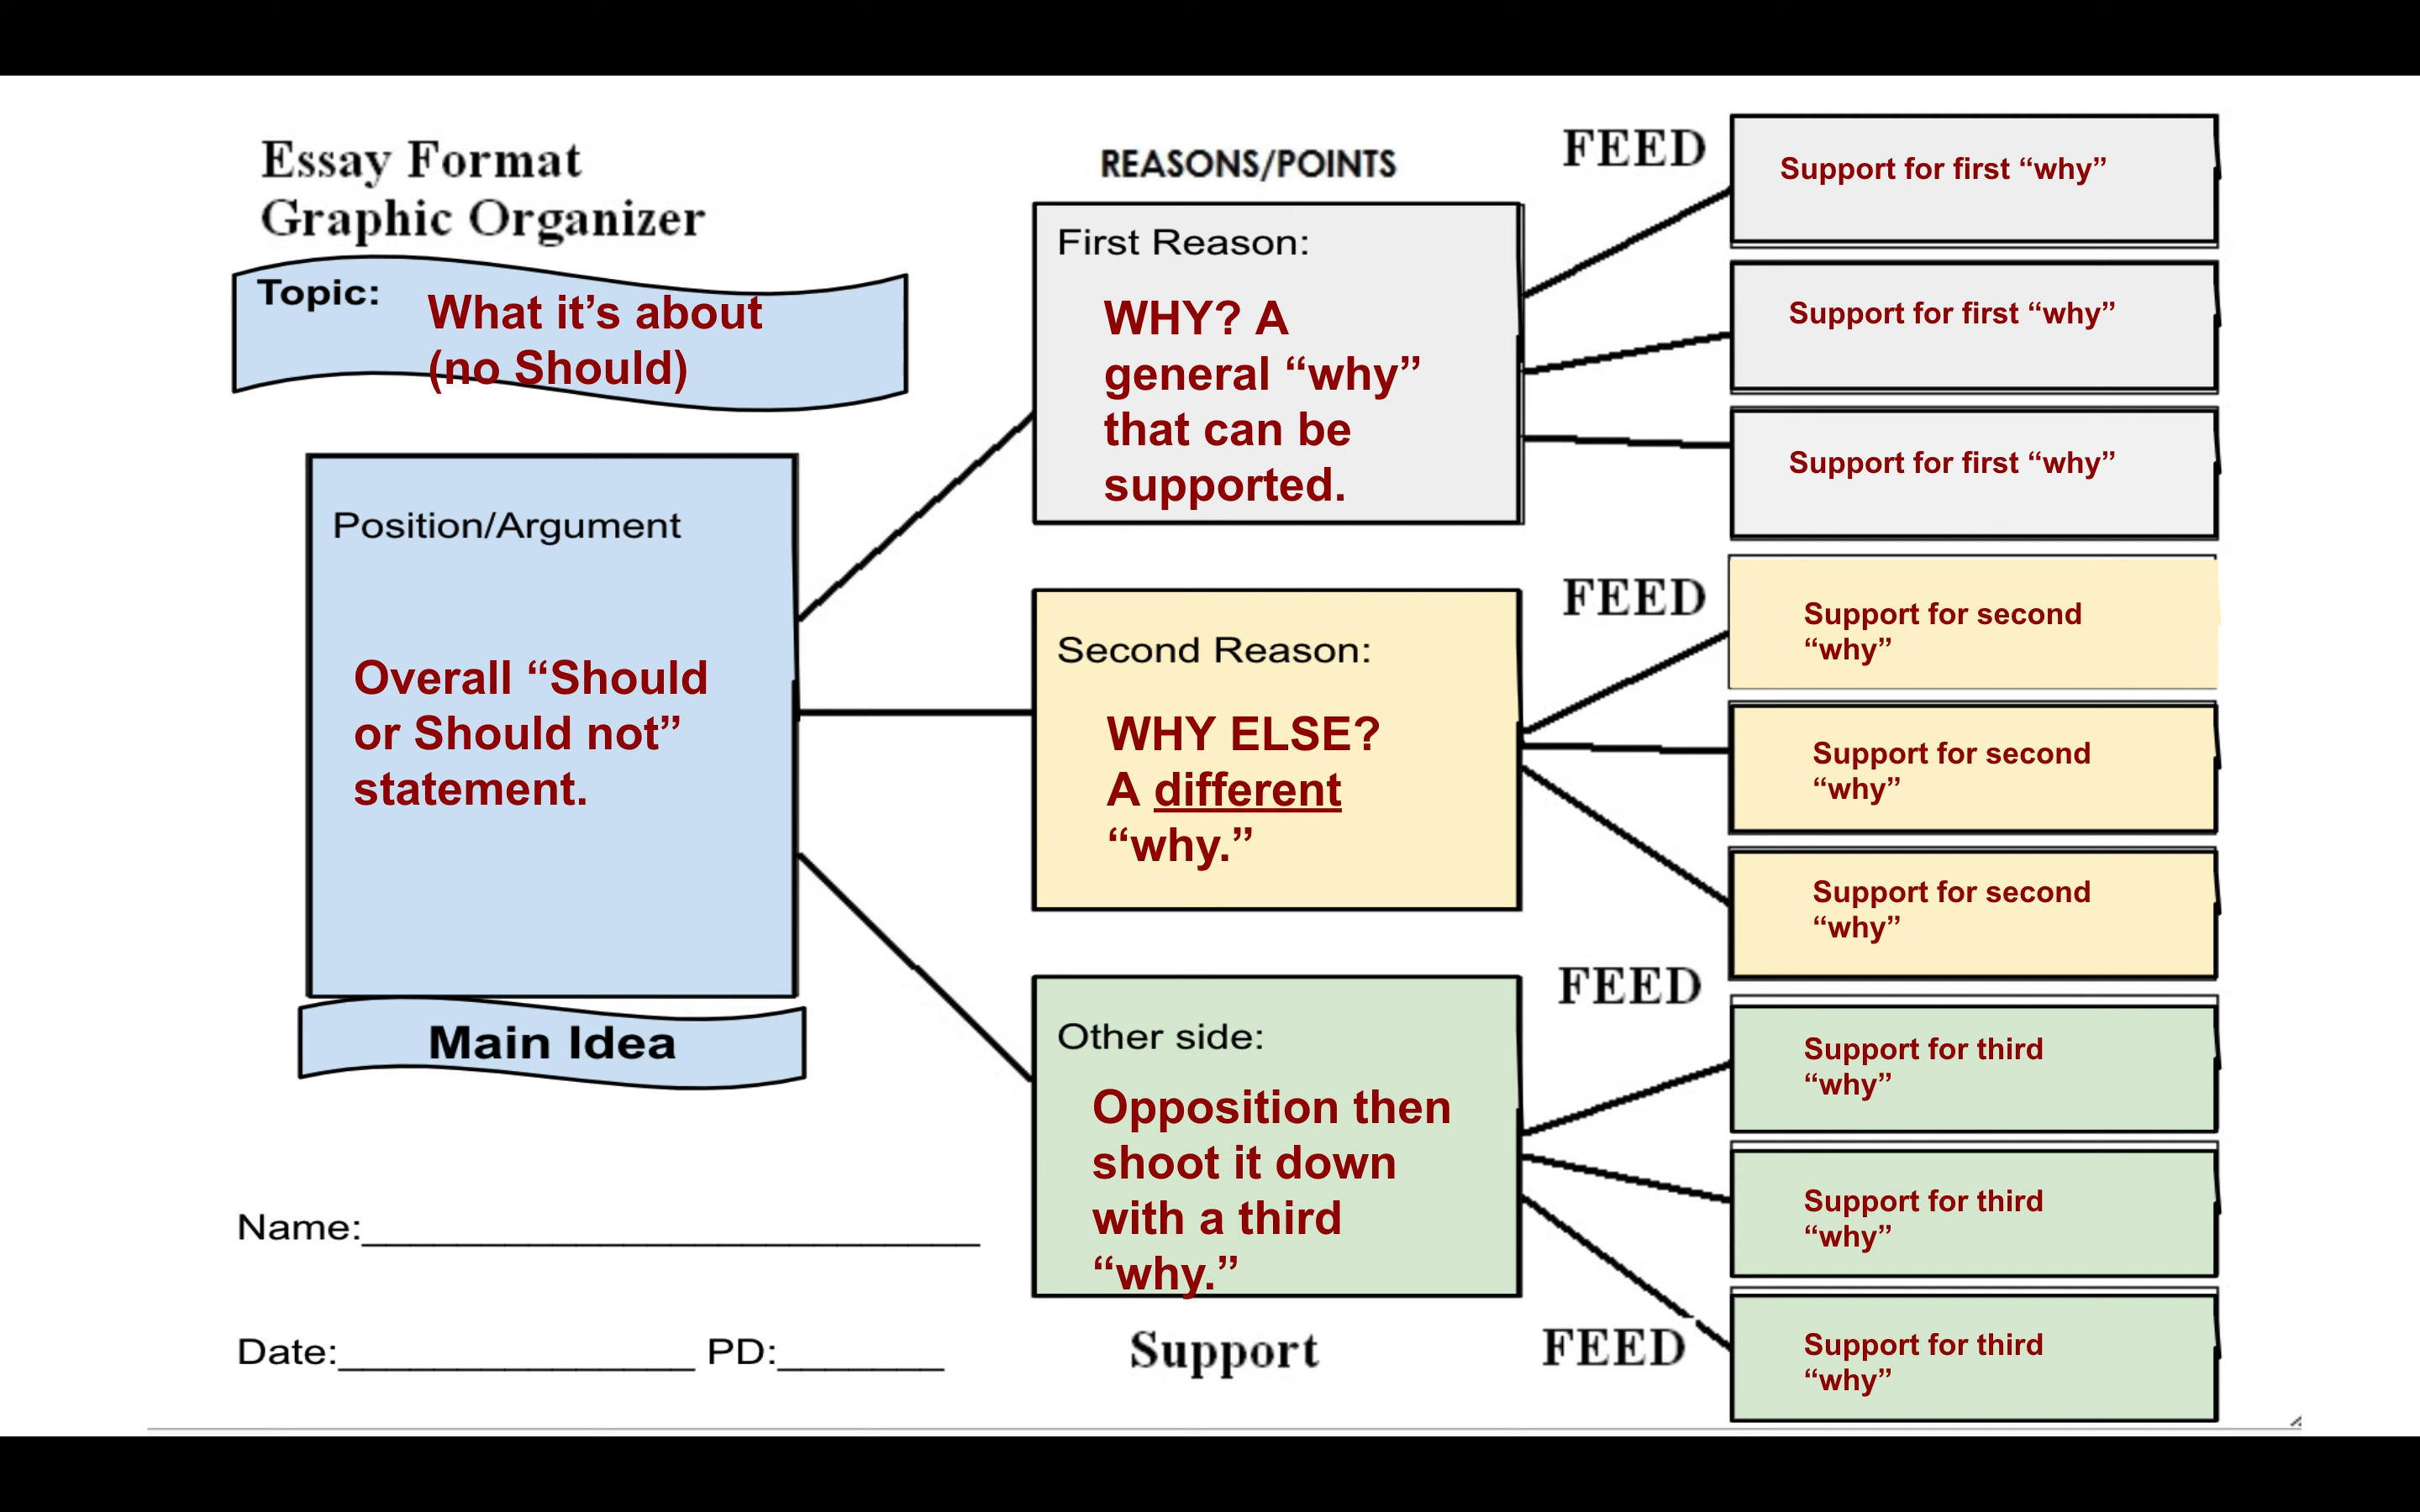 Essay Format
Graphic Organizer
Topic:
What it’s about
(no Should)
Position/Argument
Overall “Should
or Should not”
statement.
Main Idea
Name:__________________________
Date:_______________ PD:_______
REASONS/POINTS
First Reason:
WHY? A
general “why”
that can be
supported.
Second Reason:
WHY ELSE?
A different
“why.”
Other side:
Opposition then
shoot it down
with a third
“why.”
Support
FEED
Support for first “why”
Support for first “why”
Support for first “why”
FEED
Support for second
“why”
Support for second
“why”
Support for second
“why”
FEED
Support for third
“why”
Support for third
“why”
FEED
Support for third
“why”